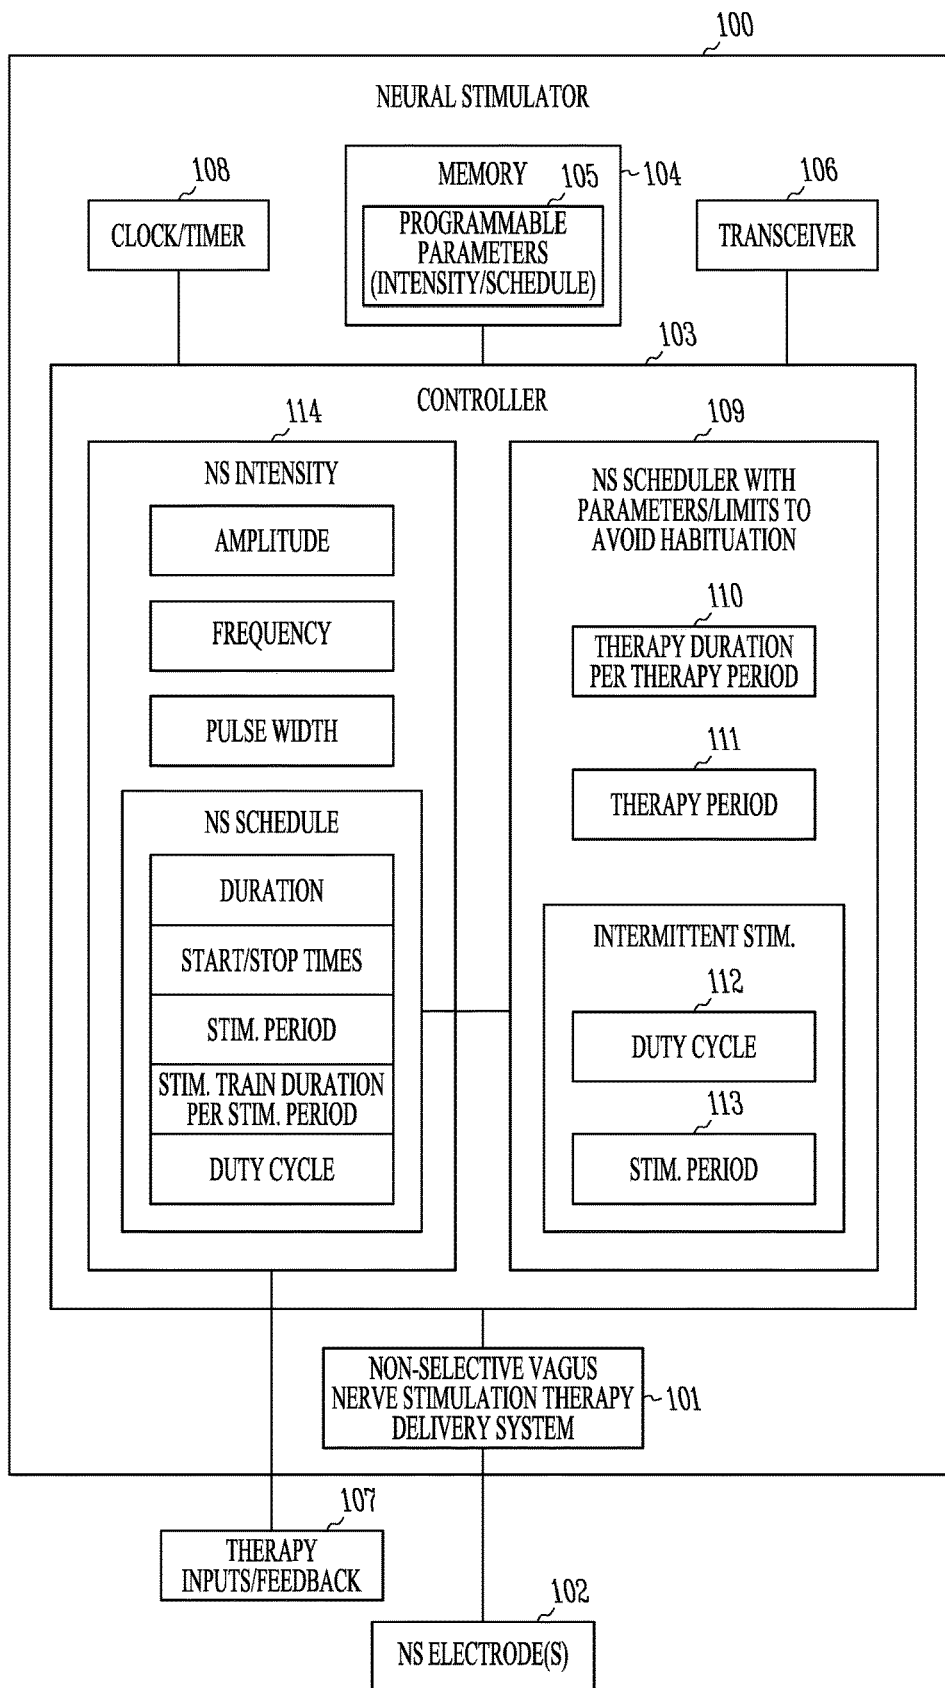 100
NEURAL STIMULATOR
108
CLOCK/TIMER
MEMORY
104
105
PROGRAMMABLE
PARAMETERS
(INTENSITY/SCHEDULE)
106
TRANSCEIVER
103
CONTROLLER
114
NS INTENSITY
AMPLITUDE
FREQUENCY
PULSE WIDTH
NS SCHEDULE
DURATION
START/STOP TIMES
STIM. PERIOD
STIM. TRAIN DURATION
PER STIM. PERIOD
DUTY CYCLE
109
NS SCHEDULER WITH
PARAMETERS/LIMITS TO
AVOID HABITUATION
110
THERAPY DURATION
PER THERAPY PERIOD
111
THERAPY PERIOD
INTERMITTENT STIM.
112
DUTY CYCLE
113
STIM. PERIOD
NON-SELECTIVE VAGUS
NERVE STIMULATION THERAPY
DELIVERY SYSTEM
101
107
THERAPY
INPUTS/FEEDBACK
102
NS ELECTRODE(S)